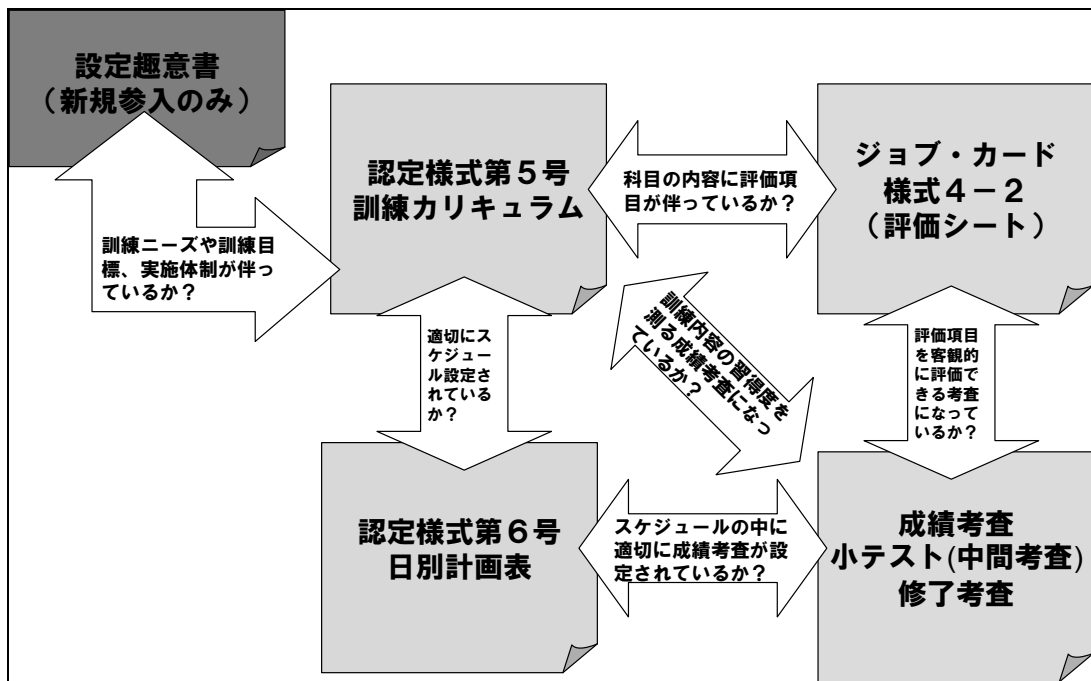 設定趣意書
（新規参入のみ）
訓練ニーズや訓練目
標、実施体制が伴っ
ているか？
認定様式第５号
訓練カリキュラム
科目の内容に評価項
目が伴っているか？
ジョブ・カード
様式４－２
（評価シート）
適切にス
ケジュー
ル設定さ
れている
か？
訓練内容の習得度を
測る成績考査になっ
ているか？
評価項目
を客観的
に評価で
きる考査
になって
いるか？
認定様式第６号
日別計画表
スケジュールの中に
適切に成績考査が設
定されているか？
成績考査
小テスト(中間考査)
修了考査